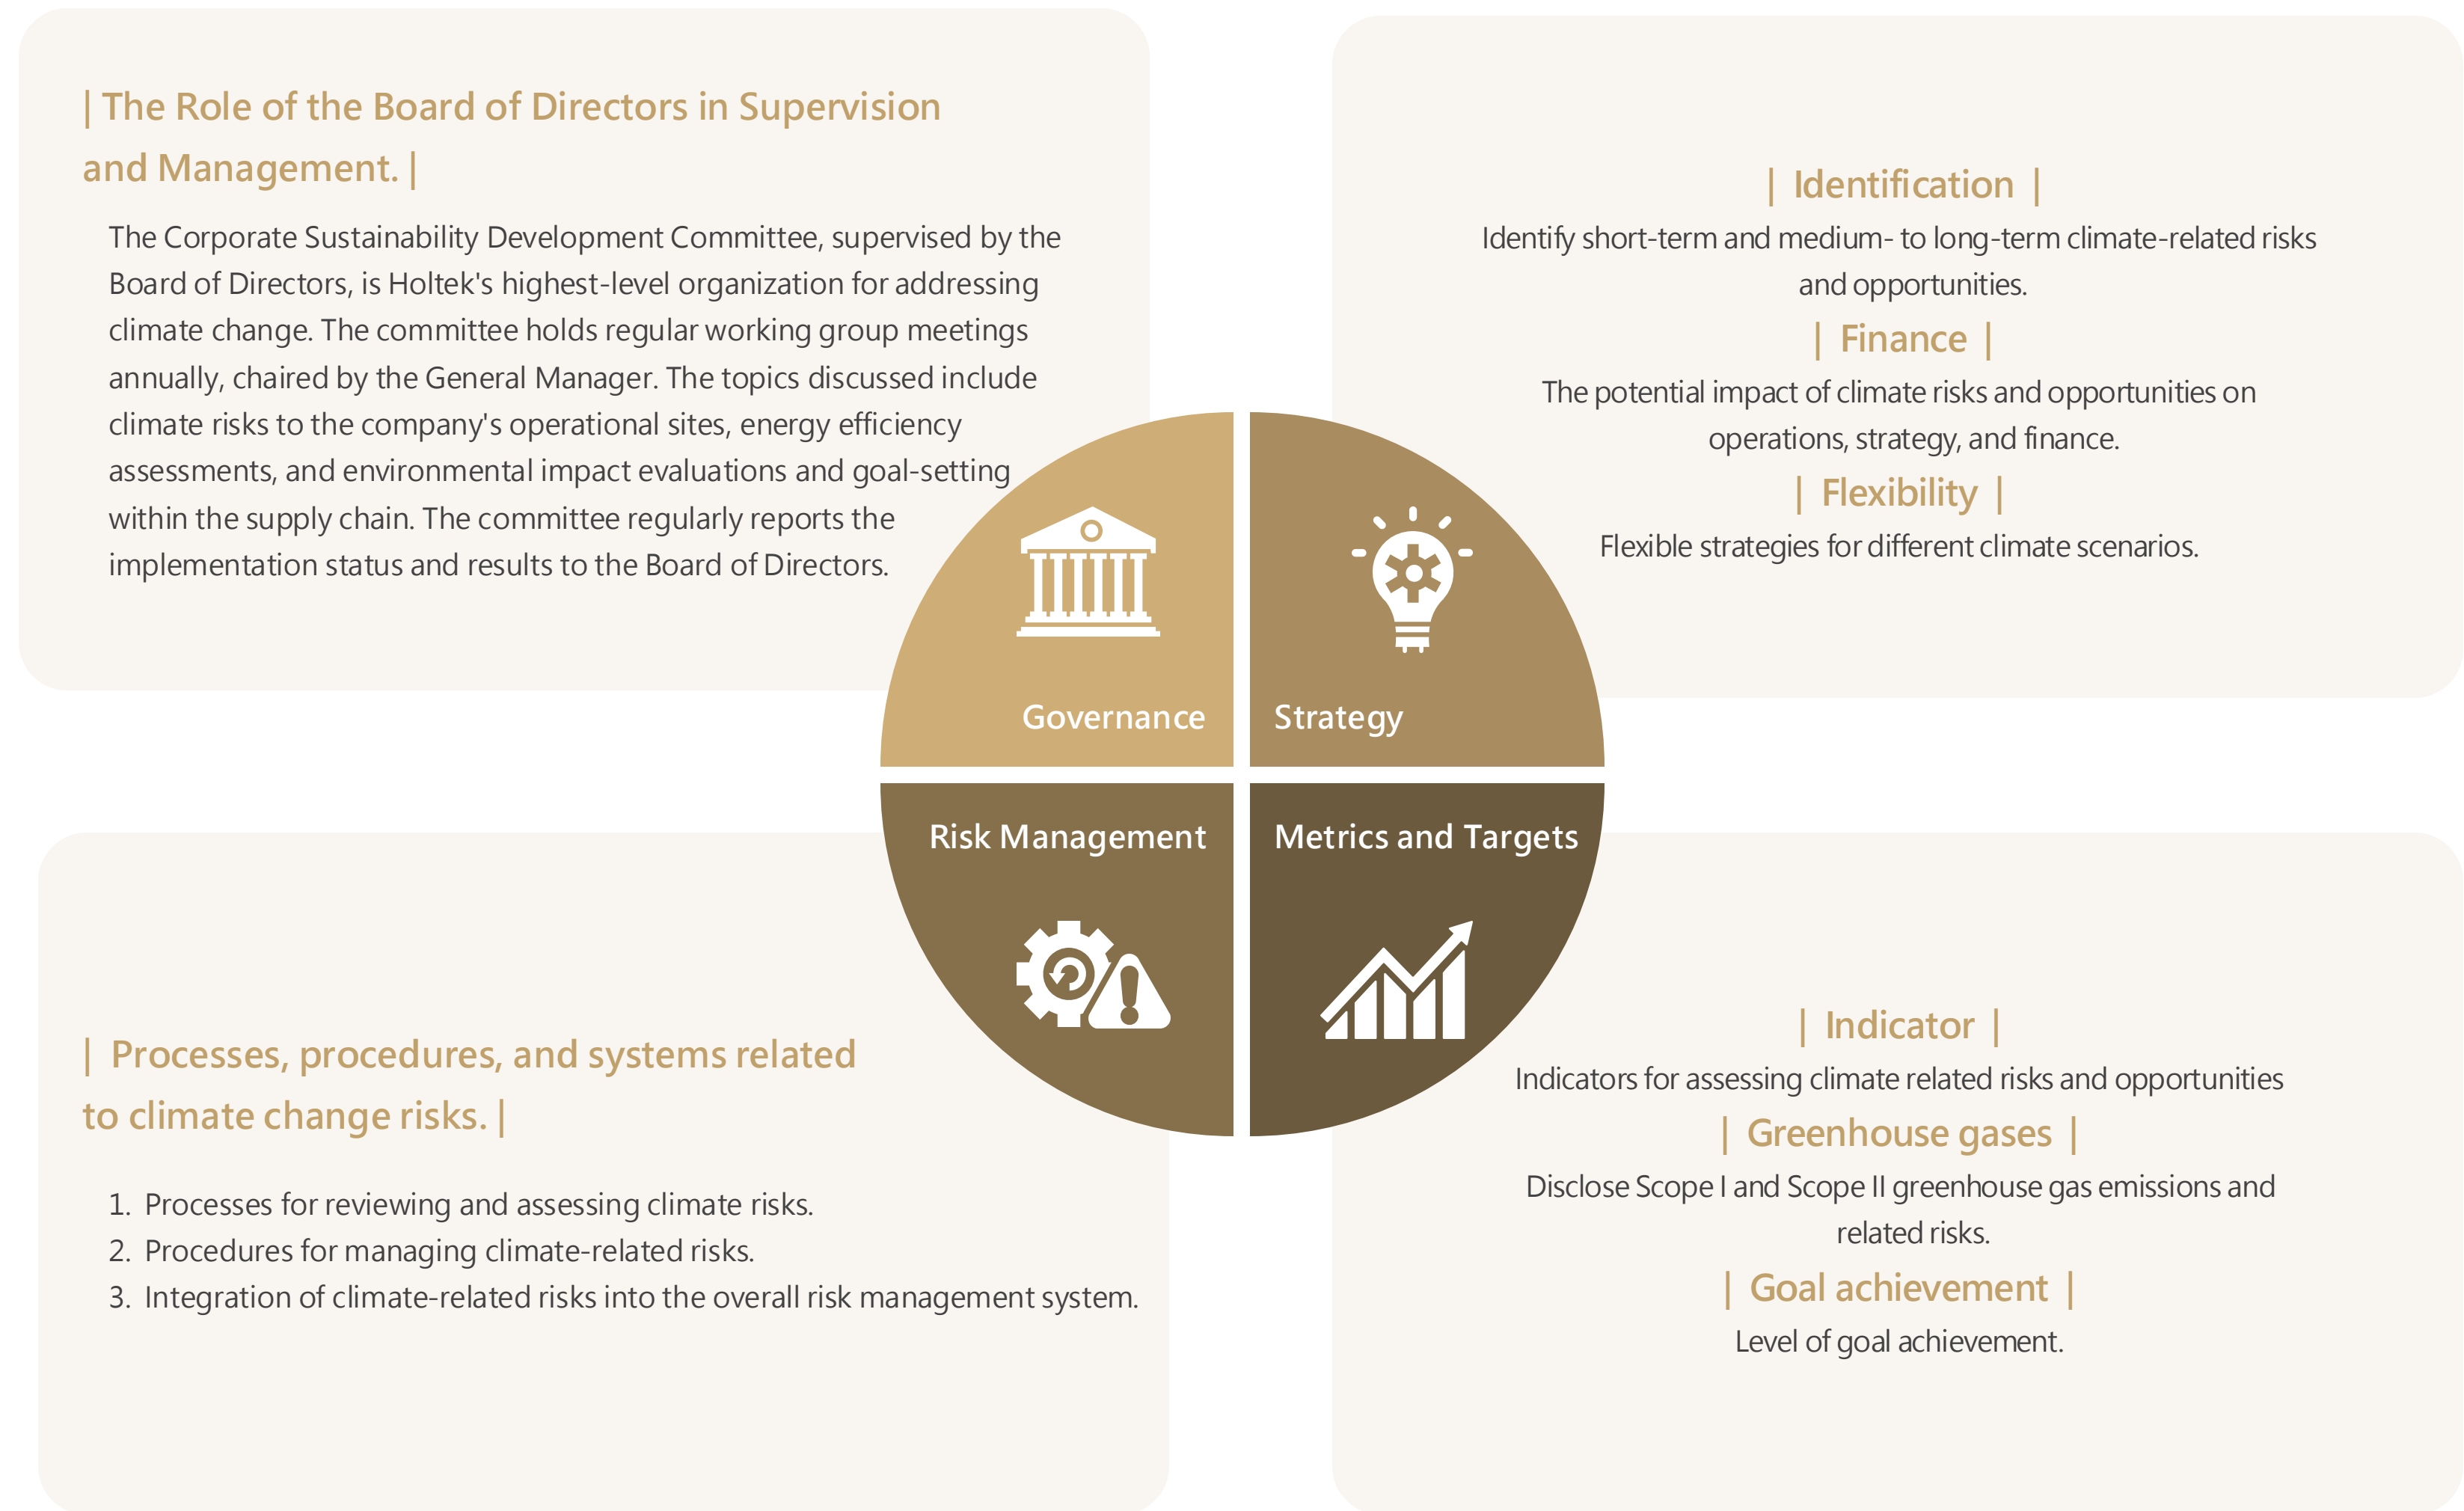 | The Role of the Board of Directors in Supervision
and Management. |
The Corporate Sustainability Development Committee, supervised by the
Board of Directors, is Holtek's highest-level organization for addressing
climate change. The committee holds regular working group meetings
annually, chaired by the General Manager. The topics discussed include
climate risks to the company's operational sites, energy efficiency
assessments, and environmental impact evaluations and goal-setting
within the supply chain. The committee regularly reports the
implementation status and results to the Board of Directors.
| Identification |
Identify short-term and medium- to long-term climate-related risks
and opportunities.
| Finance |
The potential impact of climate risks and opportunities on
operations, strategy, and finance.
| Flexibility |
Flexible strategies for different climate scenarios.
Governance
Strategy
Risk Management
Metrics and Targets
| Processes, procedures, and systems related
to climate change risks. |
1. Processes for reviewing and assessing climate risks.
2. Procedures for managing climate-related risks.
3. Integration of climate-related risks into the overall risk management system.
| Indicator |
Indicators for assessing climate related risks and opportunities
| Greenhouse gases |
Disclose Scope I and Scope II greenhouse gas emissions and
related risks.
| Goal achievement |
Level of goal achievement.